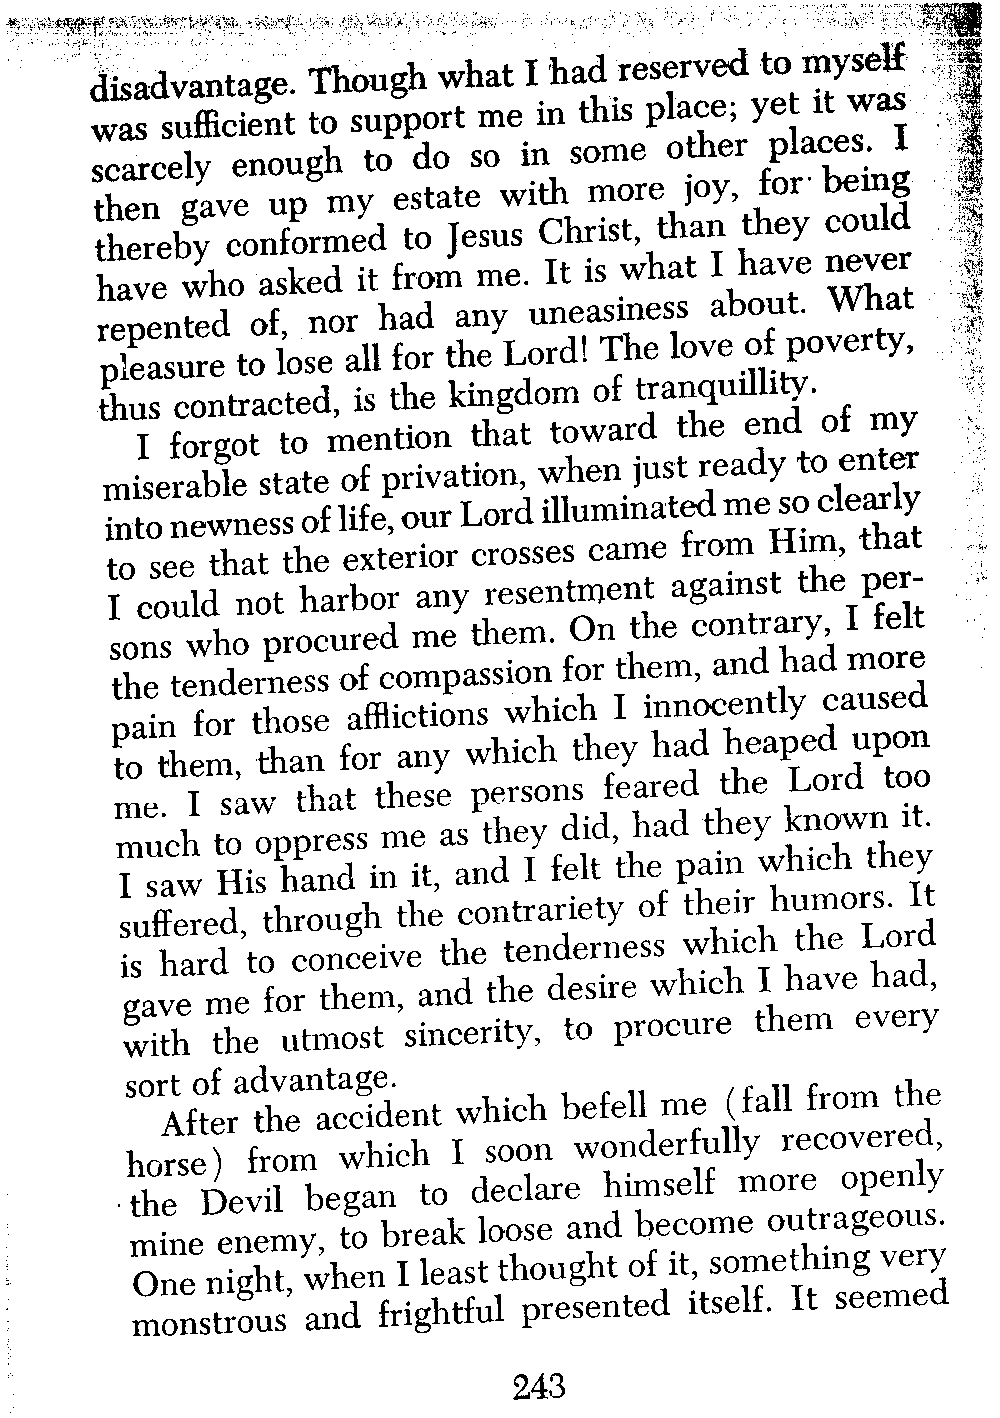 disadvantage. Though what I had reserved to myself
was sufficient to support me in this place; yet it was
scarcely enough to do so in some other places. I
then gave up my estate with more joy, for being
thereby conformed to Jesus Christ, than they could
have who asked it from me. It is what I have never
repented of, nor had any uneasiness about. What
pleasure to lose all for the Lord! The love of poverty,
thus contracted, is the kingdom of tranquillity.
I forgot to mention that toward the end of my
miserable state of privation, when just ready to enter
into newness of life, our Lord illuminated me so clearly
to see that the exterior crosses came from Him, that
I could not harbor any resentment against the per-
sons who procured me them. On the contrary, I felt
the tenderness of compassion for them, and had more
pain for those afflictions which I innocently caused
to them, than for any which they had heaped upon
me. I saw that these persons feared the Lord too
much to oppress me as they did, had they known it.
I saw His hand in it, and I felt the pain which they
suffered, through the contrariety of their humors. It
is hard to conceive the tenderness which the Lord
gave me for them, and the desire which I have had,
with the utmost sincerity, to procure them every
sort of advantage.
After the accident which befell me (fall from the
horse) from which I soon wonderfully recovered,
the Devil began to declare himself more openly
mine enemy, to break loose and become outrageous.
One night, when I least thought of it, something very
monstrous and frightful presented itself. It seemed
243